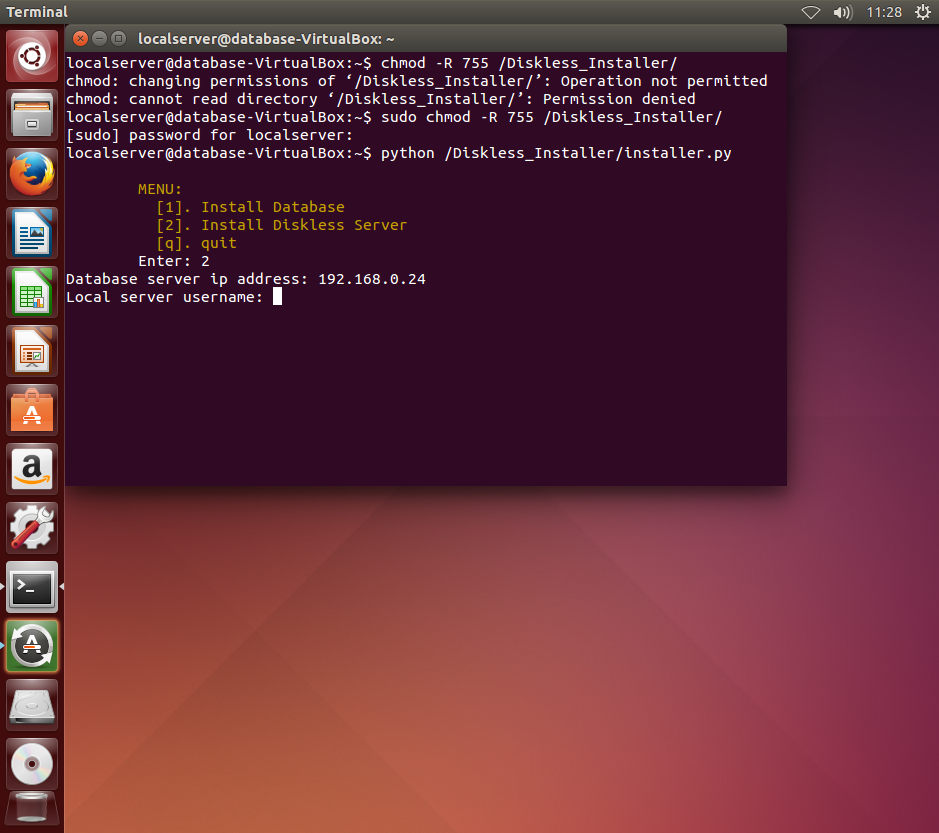 Terminal
11:28
localserver@database-VirtualBox: ~
localserver@database-VirtualBox:~$ chmod -R 755 /Diskless_Installer/
chmod: changing permissions of ‘/Diskless_Installer/’: Operation not permitted
chmod: cannot read directory ‘/Diskless_Installer/’: Permission denied
localserver@database-VirtualBox:~$ sudo chmod -R 755 /Diskless_Installer/
[sudo] password for localserver:
localserver@database-VirtualBox:~$ python /Diskless_Installer/installer.py
MENU:
[1]. Install Database
[2]. Install Diskless Server
[q]. quit
Enter: 2
Database server ip address: 192.168.0.24
Local server username: